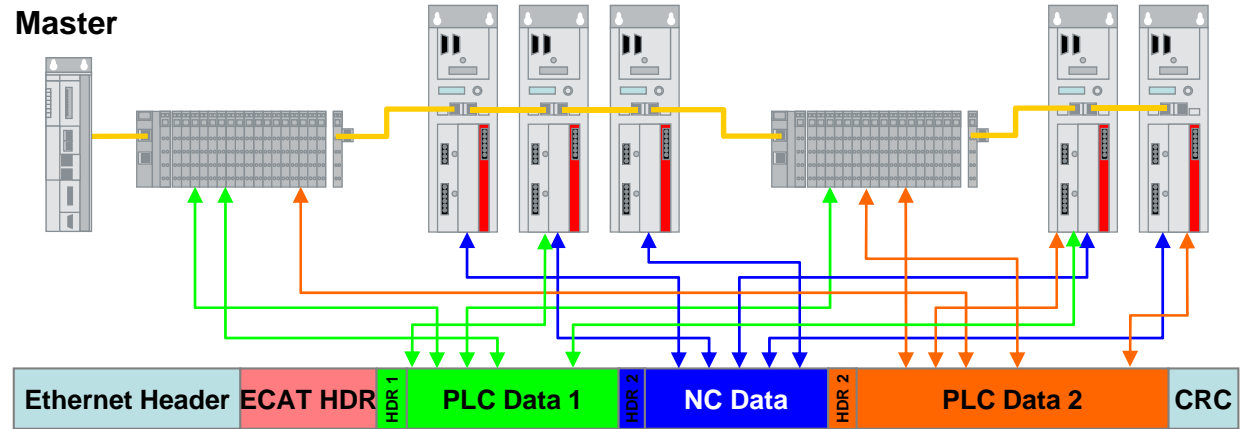 Master
Ethernet Header
ECAT HDR
HDR 1
PLC Data 1
HDR 2
NC Data
HDR 2
PLC Data 2
CRC